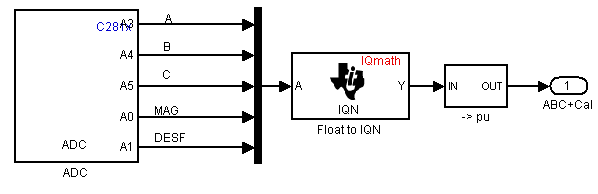 C281x
A3
A
A4
B
A5
C
A0
MAG
A1
DESF
ADC
ADC
IQmath
A
Y
IQN
Float to IQN
IN
OUT
-> pu
1
ABC+Cal